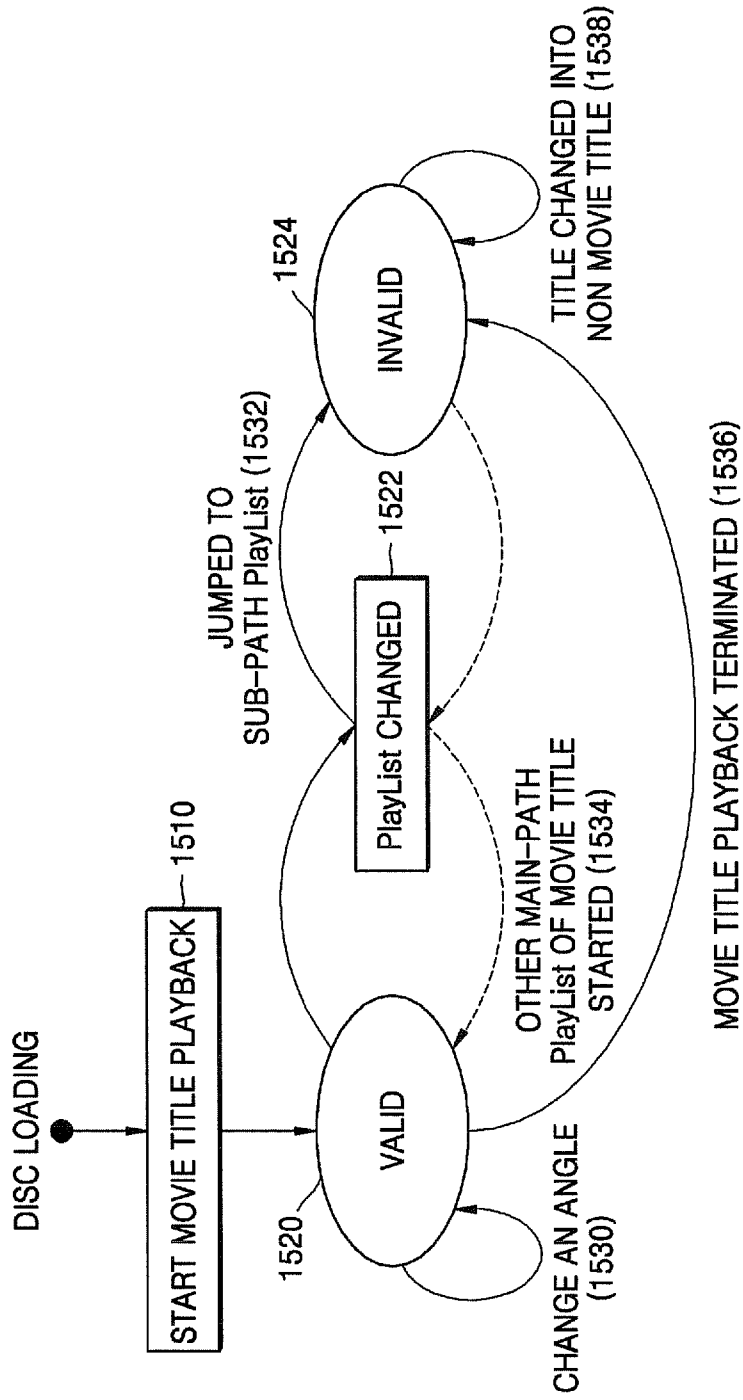 DISC LOADING
START MOVIE TITLE PLAYBACK
1510
1520
VALID
CHANGE AN ANGLE
(1530)
JUMPED TO
SUB-PATH PlayList (1532)
PlayList CHANGED
1522
OTHER MAIN-PATH
PlayList OF MOVIE TITLE
STARTED (1534)
1524
INVALID
TITLE CHANGED INTO
NON MOVIE TITLE (1538)
MOVIE TITLE PLAYBACK TERMINATED (1536)